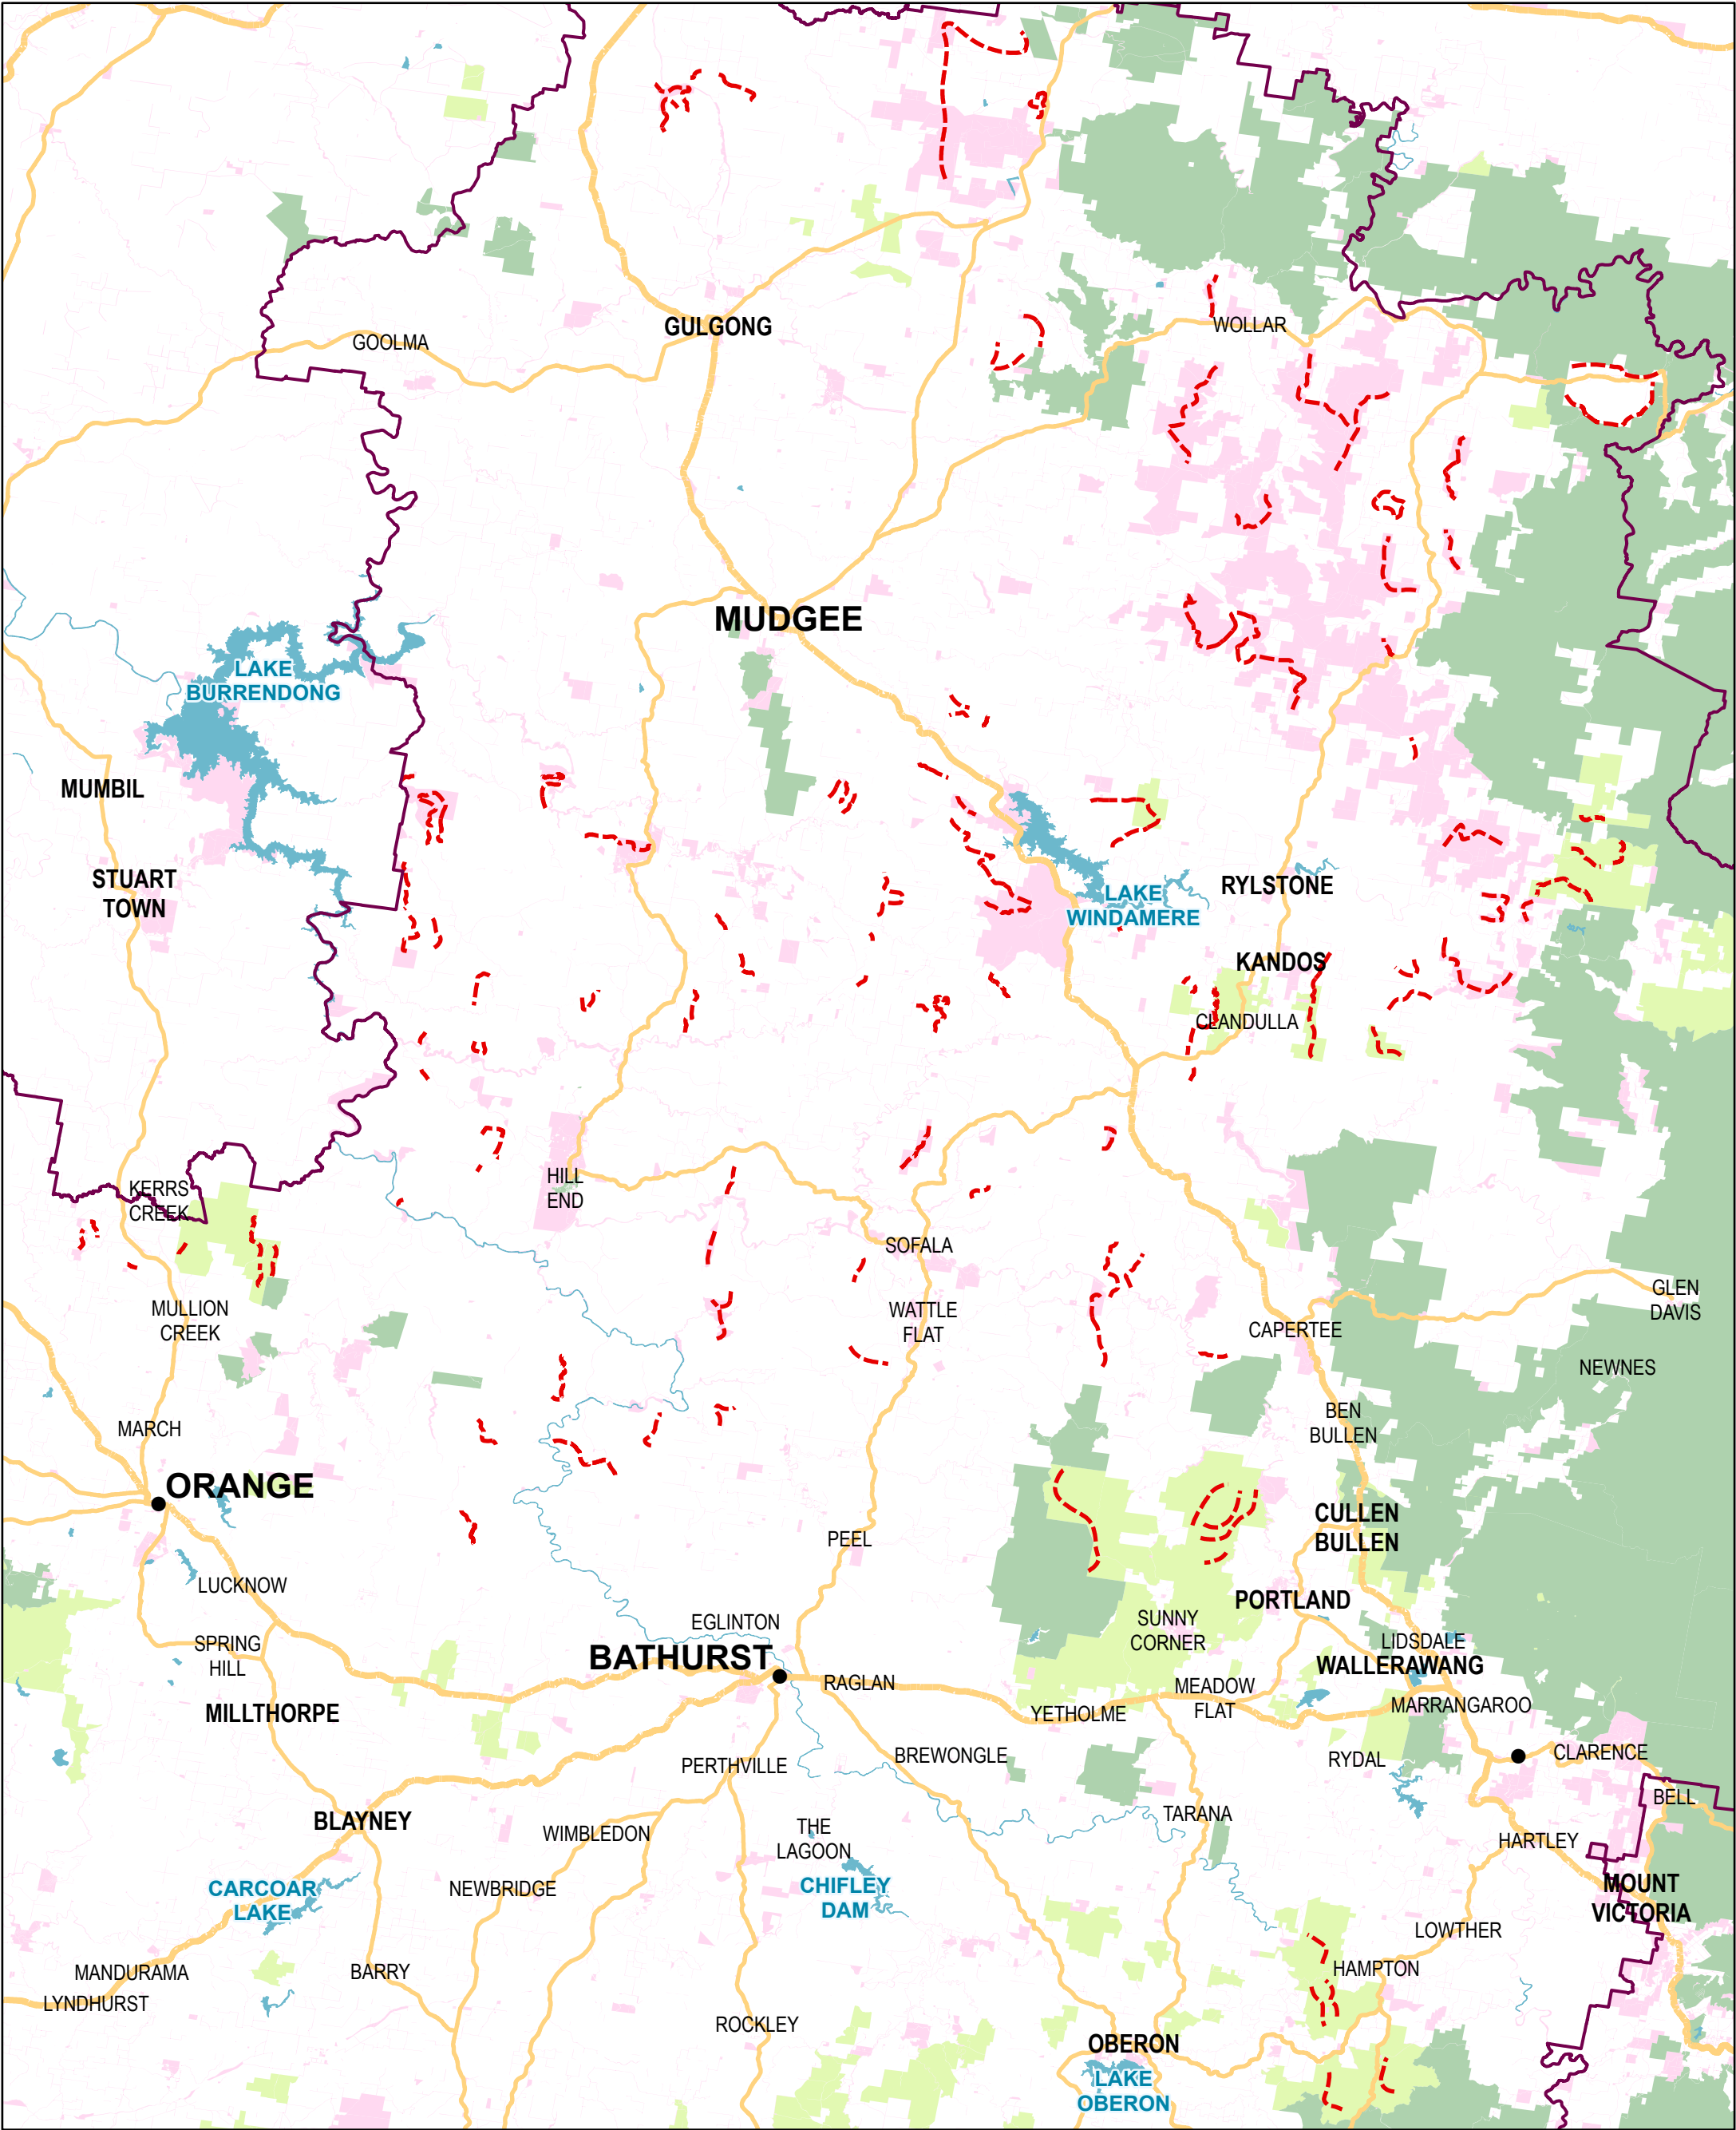 WOLLAR
GULGONG
GOOLMA
MUDGEE
LAKE
BURRENDONG
MUMBIL
STUART
TOWN
LAKE
WINDAMERE
RYLSTONE
KANDOS
CLANDULLA
HILL
END
KERRS
CREEK
SOFALA
MULLION
CREEK
WATTLE
FLAT
GLEN
DAVIS
CAPERTEE
NEWNES
BEN
BULLEN
MARCH
ORANGE
CULLEN
BULLEN
PEEL
LUCKNOW
PORTLAND
EGLINTON
SUNNY
CORNER
SPRING
HILL
LIDSDALE
BATHURST
WALLERAWANG
RAGLAN
MEADOW
FLAT
MARRANGAROO
MILLTHORPE
YETHOLME
BREWONGLE
CLARENCE
RYDAL
PERTHVILLE
BELL
TARANA
BLAYNEY
THE
LAGOON
WIMBLEDON
HARTLEY
CARCOAR
LAKE
NEWBRIDGE
CHIFLEY
DAM
MOUNT
VICTORIA
LOWTHER
MANDURAMA
BARRY
HAMPTON
LYNDHURST
ROCKLEY
OBERON
LAKE
OBERON